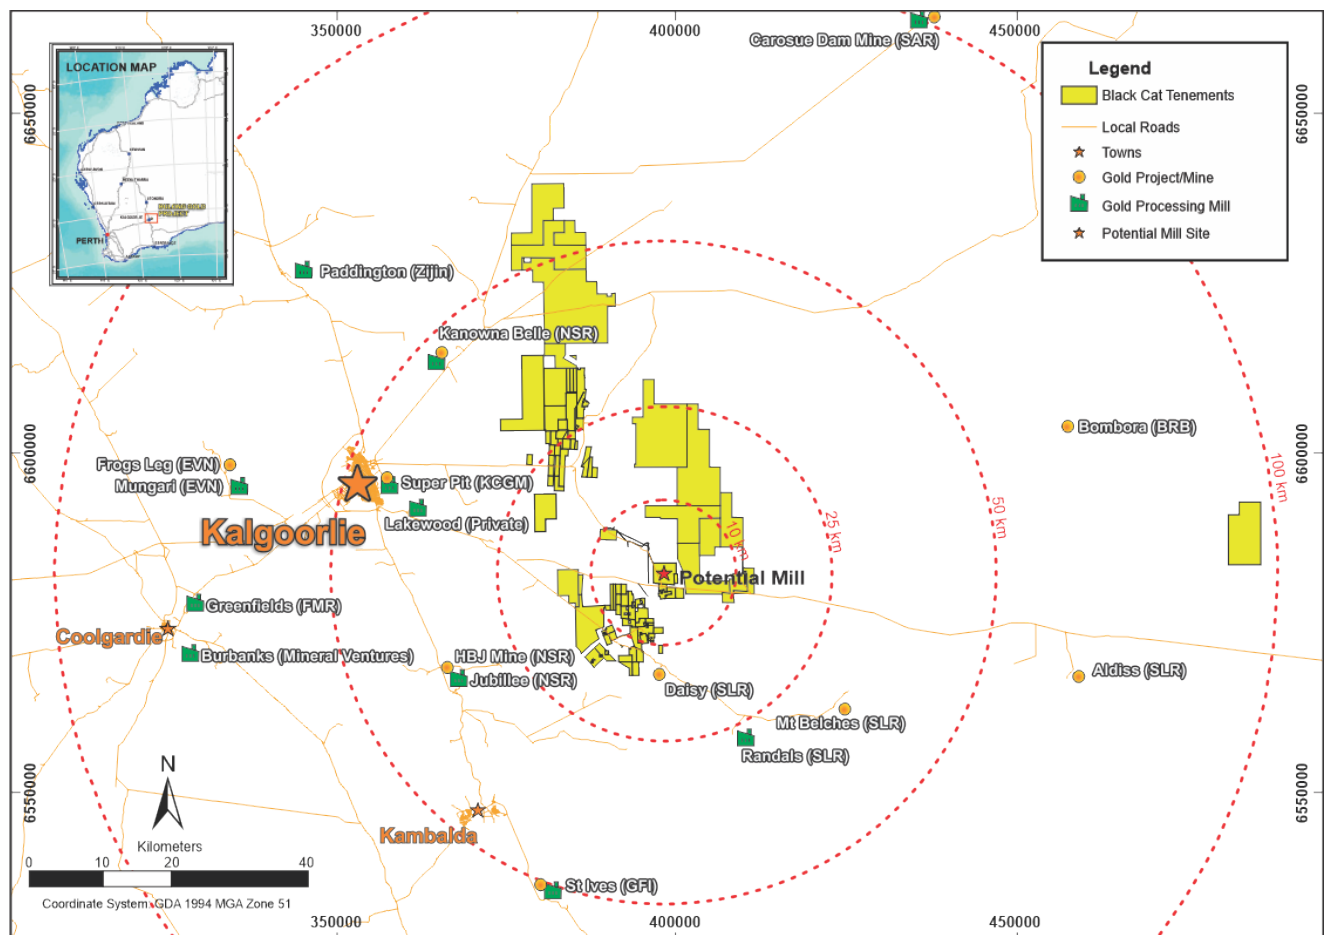 350000
400000
450000
Carosue Dam Mine (SAR)
LOCATION MAP
PERTH
Legend
Black Cat Tenements
Local Roads
Towns
Gold Project/Mine
Gold Processing Mill
Potential Mill Site
6650000
6650000
Paddington (Zijin)
Kanowna Belle (NSR)
Bombora (BRB)
6600000
6600000
Frogs Leg (EVN)
Mungari (EVN)
Super Pit (KCGM)
Lakewood (Private)
Kalgoorlie
10 km
25 km
50 km
100 km
Potential Mill
Greenfields (FMR)
Coolgardie
Burbanks (Mineral Ventures)
HBJ Mine (NSR)
Jubillee (NSR)
Daisy (SLR)
Aldiss (SLR)
Mt Belches (SLR)
Randals (SLR)
N
Kilometers
0 10 20 40
Coordinate System: GDA 1994 MGA Zone 51
Kambalda
St Ives (GFI)
6550000
6550000
350000
400000
450000